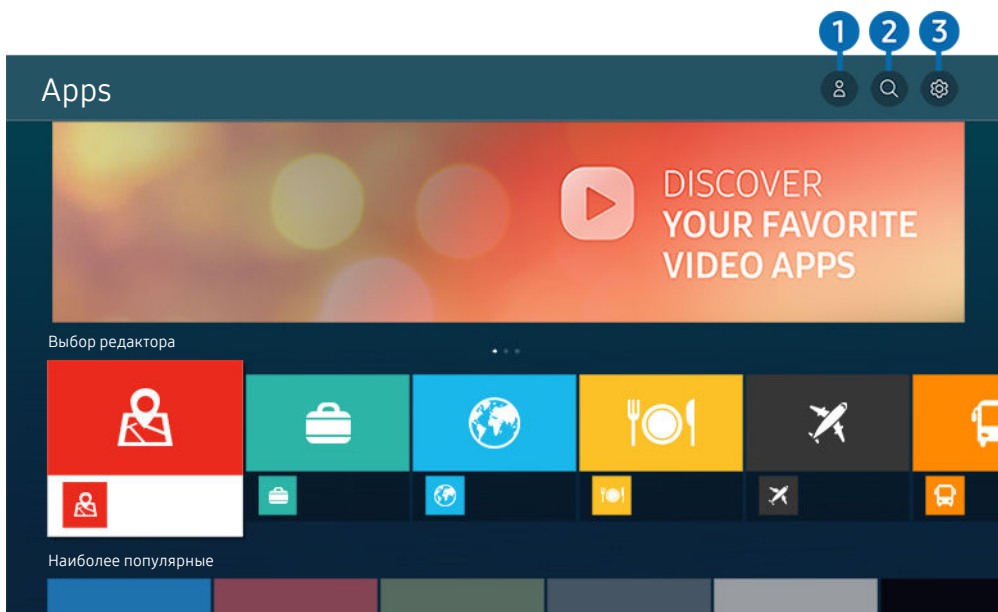 1 2 3
Apps
DISCOVER
YOUR FAVORITE
VIDEO APPS
Выбор редактора
Наиболее популярные